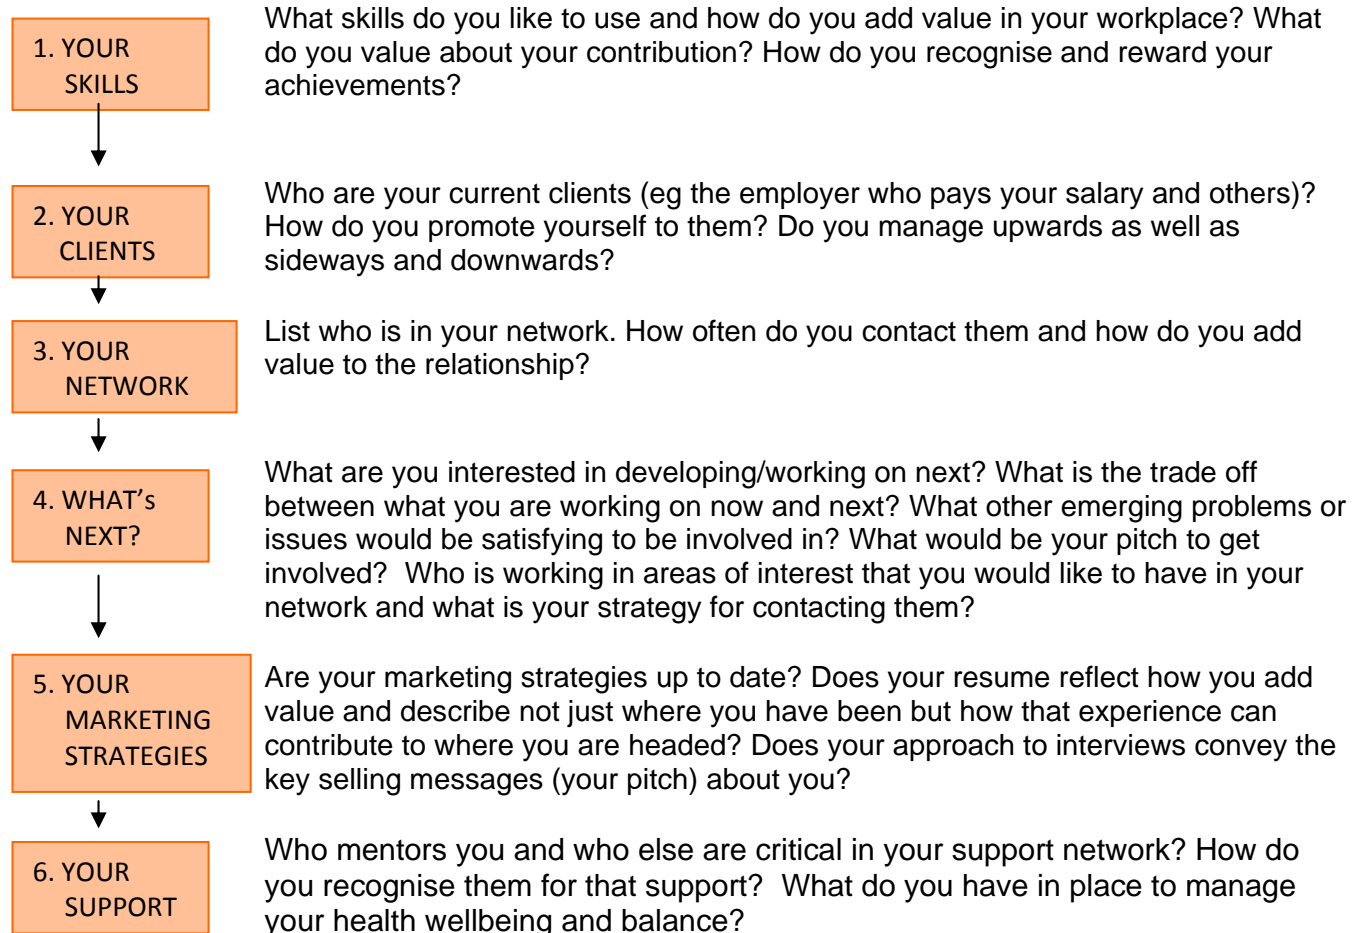 1. YOUR
SKILLS
What skills do you like to use and how do you add value in your workplace? What
do you value about your contribution? How do you recognise and reward your
achievements?
2. YOUR
CLIENTS
Who are your current clients (eg the employer who pays your salary and others)?
How do you promote yourself to them? Do you manage upwards as well as
sideways and downwards?
3. YOUR
NETWORK
List who is in your network. How often do you contact them and how do you add
value to the relationship?
4. WHAT’s
NEXT?
What are you interested in developing/working on next? What is the trade off
between what you are working on now and next? What other emerging problems or
issues would be satisfying to be involved in? What would be your pitch to get
involved?  Who is working in areas of interest that you would like to have in your
network and what is your strategy for contacting them?
5. YOUR
MARKETING
STRATEGIES
Are your marketing strategies up to date? Does your resume reflect how you add
value and describe not just where you have been but how that experience can
contribute to where you are headed? Does your approach to interviews convey the
key selling messages (your pitch) about you?
6. YOUR
SUPPORT
Who mentors you and who else are critical in your support network? How do
you recognise them for that support?  What do you have in place to manage
your health wellbeing and balance?